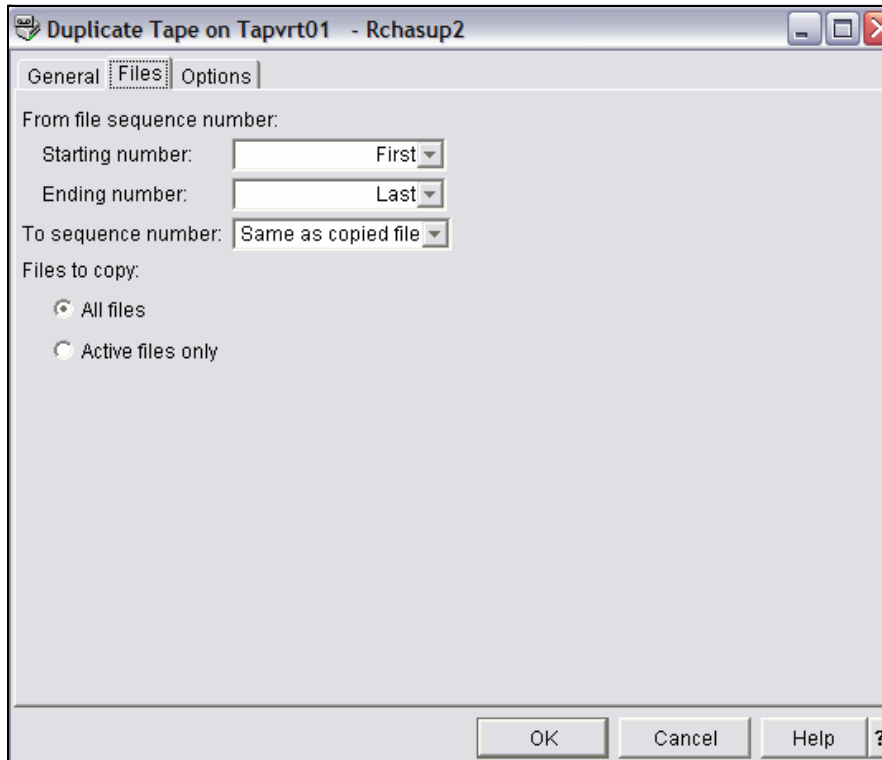 Duplicate Tape on Tapvrt01 - Rchasup2
General Files Options
From file sequence number:
Starting number: First
Ending number: Last
To sequence number: Same as copied file
Files to copy:
All files
Active files only
OK Cancel Help ?